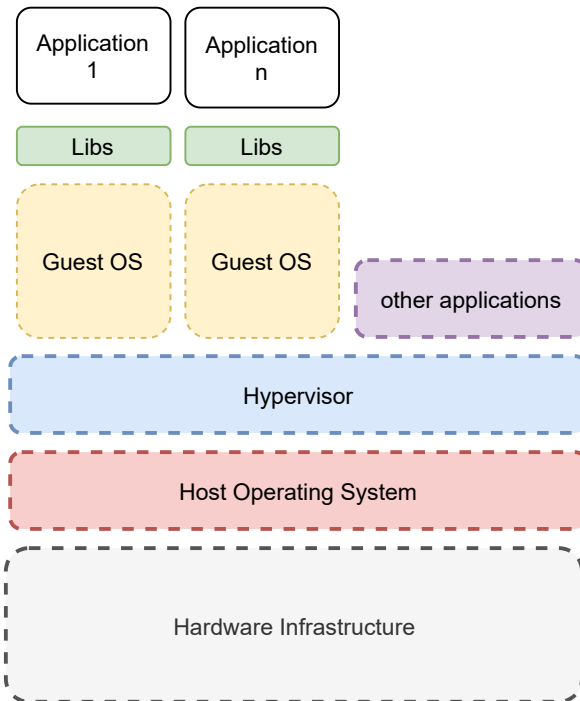 Application
1
Application
n
Libs
Libs
Guest OS
Guest OS
other applications
Hypervisor
Host Operating System
Hardware Infrastructure